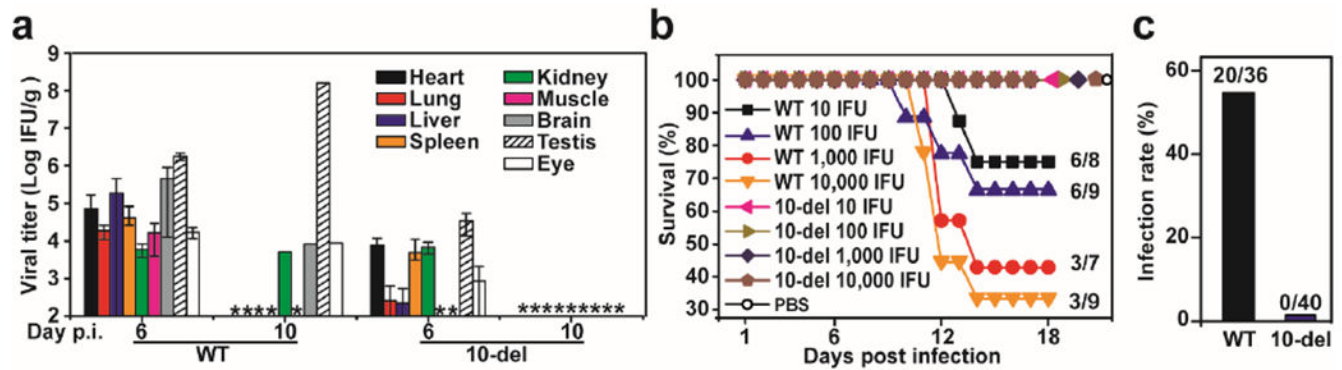 a
Viral titer (Log IFU/g)
9
8
7
6
5
4
3
2
Heart
Lung
Liver
Spleen
Kidney
Muscle
Brain
Testis
Eye
****
*
**
*********
Day p.i.
6
10
6
10
WT
10-del
b
Survival (%)
100
90
80
70
60
50
40
30
WT 10 IFU
WT 100 IFU
WT 1,000 IFU
WT 10,000 IFU
10-del 10 IFU
10-del 100 IFU
10-del 1,000 IFU
10-del 10,000 IFU
PBS
6/8
6/9
3/7
3/9
1
6
12
18
Days post infection
c
Infection rate (%)
60
40
20
0
20/36
0/40
WT
10-del